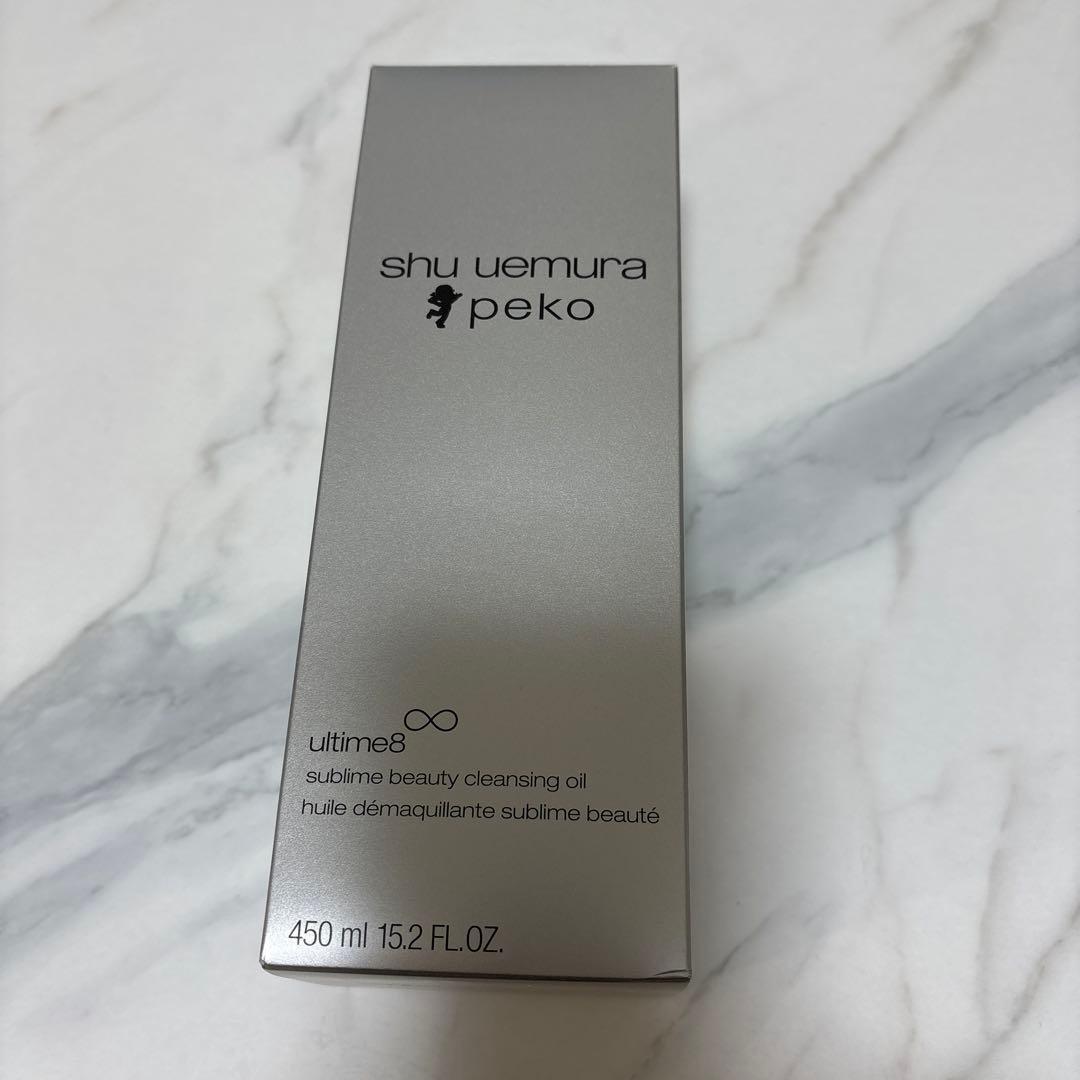 shu uemura
peko
ultime8∞
sublime beauty cleansing oil
huile démaquillante sublime beauté
450 ml 15.2 FL.OZ.